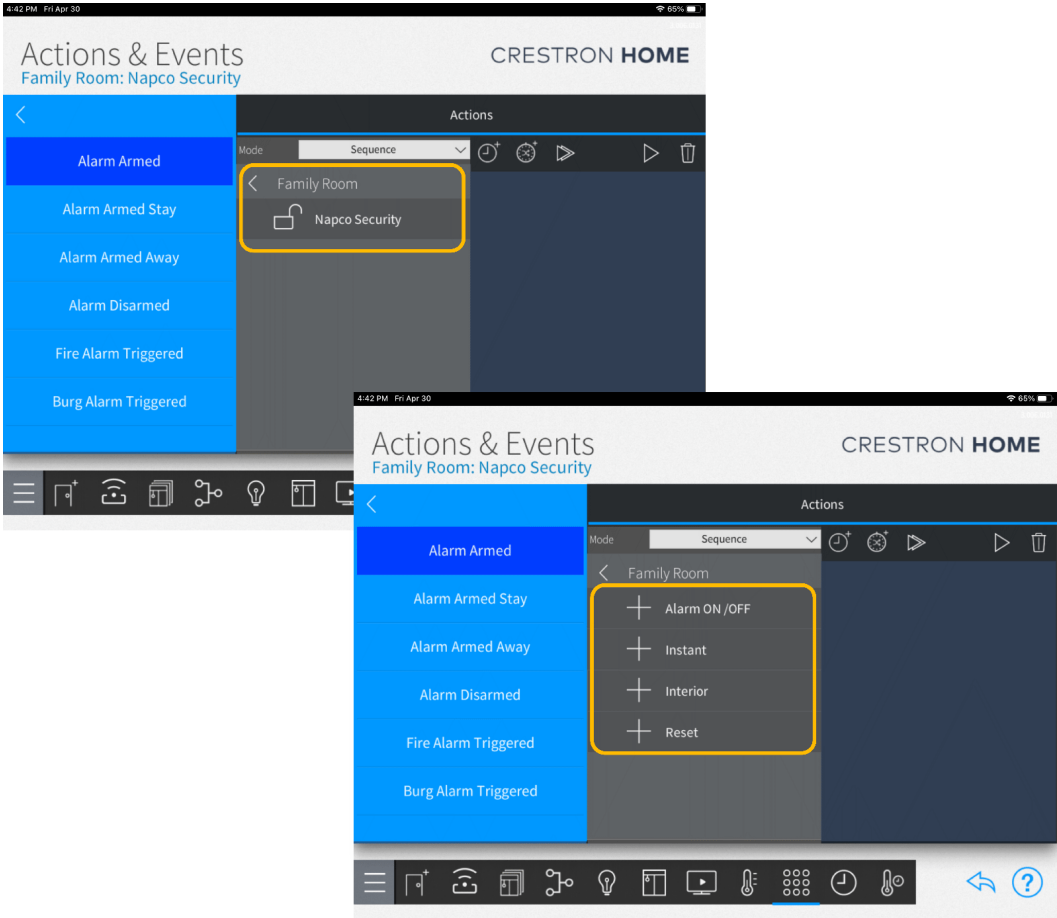 4:42 PM Fri Apr 30
65%
Actions & Events
CRESTRON HOME
Family Room: Napco Security
Actions
Alarm Armed
Mode
Sequence
Family Room
Napco Security
Alarm Armed Stay
Alarm Armed Away
Alarm Disarmed
Fire Alarm Triggered
Burg Alarm Triggered
4:42 PM Fri Apr 30
65%
Actions & Events
CRESTRON HOME
Family Room: Napco Security
Actions
Alarm Armed
Mode
Sequence
Family Room
Alarm ON /OFF
Instant
Interior
Reset
Alarm Armed Stay
Alarm Armed Away
Alarm Disarmed
Fire Alarm Triggered
Burg Alarm Triggered
?